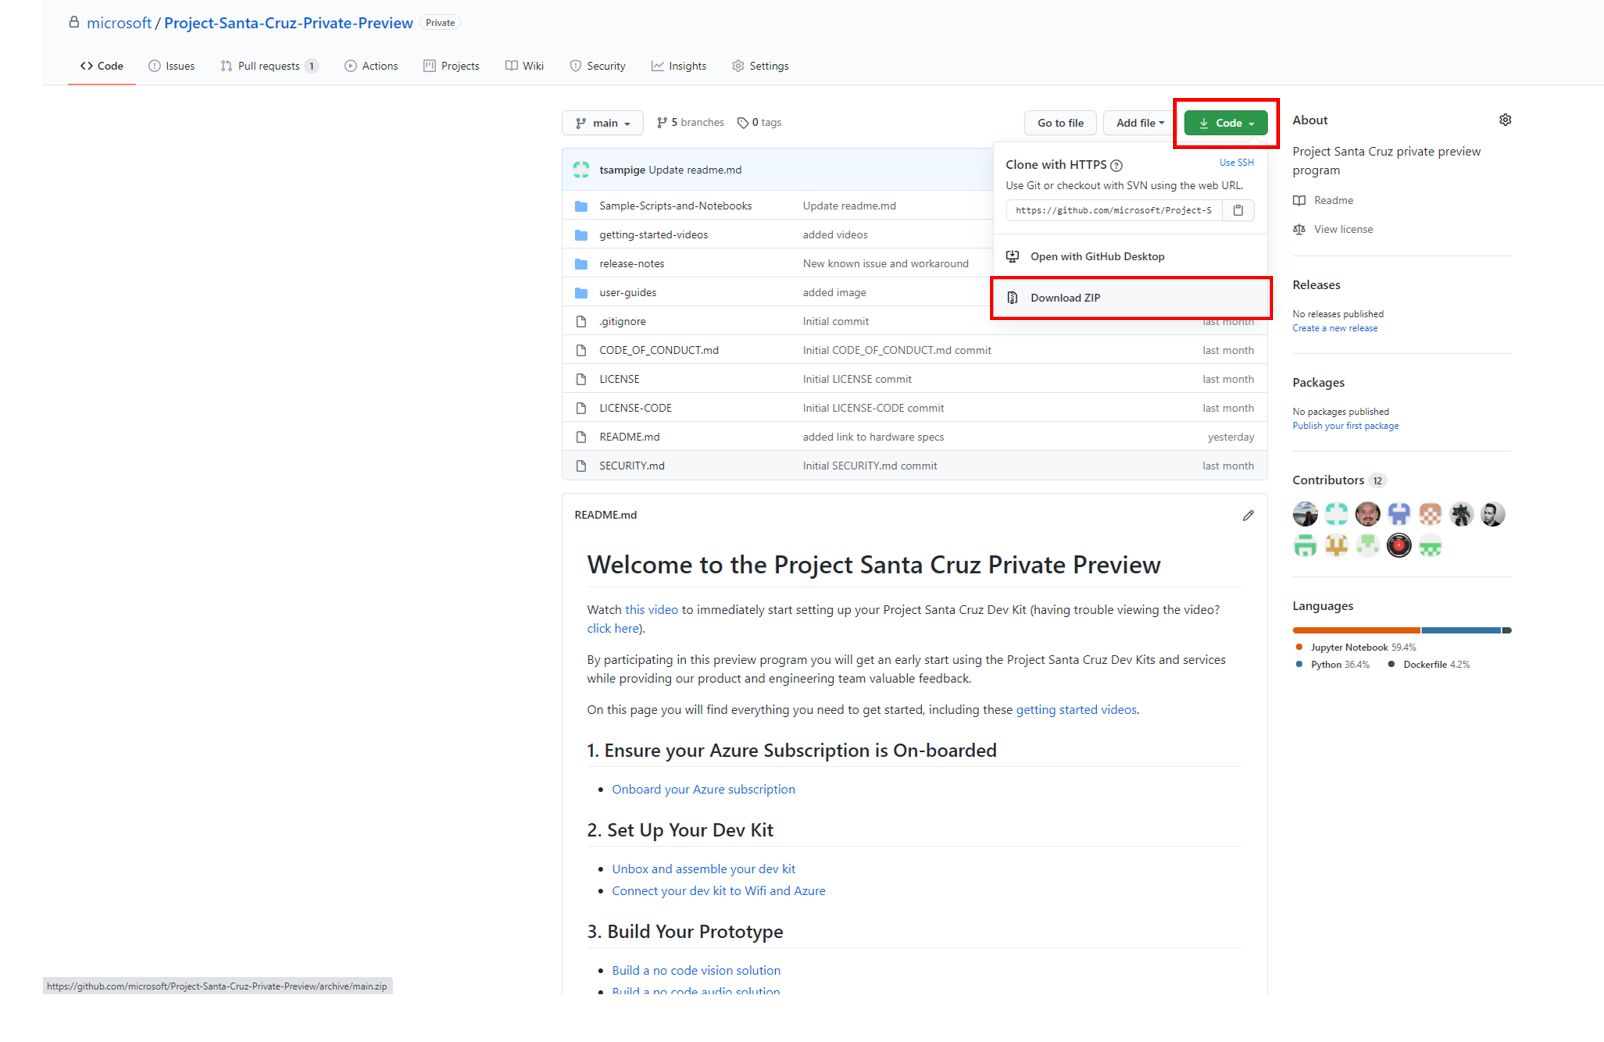 microsoft / Project-Santa-Cruz-Private-Preview Private
Code Issues Pull requests 1 Actions Projects Wiki Security Insights Settings
main 5 branches 0 tags Go to file Add file Code
tsampige Update readme.md
Sample-Scripts-and-Notebooks Update readme.md
getting-started-videos added videos
release-notes New known issue and workaround
user-guides added image
.gitignore Initial commit last month
CODE_OF_CONDUCT.md Initial CODE_OF_CONDUCT.md commit last month
LICENSE Initial LICENSE commit last month
LICENSE-CODE Initial LICENSE-CODE commit last month
README.md added link to hardware specs yesterday
SECURITY.md Initial SECURITY.md commit last month
Clone with HTTPS ? Use SSH
Use Git or checkout with SVN using the web URL.
https://github.com/microsoft/Project-S
Open with GitHub Desktop
Download ZIP
README.md
Welcome to the Project Santa Cruz Private Preview
Watch this video to immediately start setting up your Project Santa Cruz Dev Kit (having trouble viewing the video?
click here).
By participating in this preview program you will get an early start using the Project Santa Cruz Dev Kits and services
while providing our product and engineering team valuable feedback.
On this page you will find everything you need to get started, including these getting started videos.
1. Ensure your Azure Subscription is On-boarded
• Onboard your Azure subscription
2. Set Up Your Dev Kit
• Unbox and assemble your dev kit
• Connect your dev kit to Wifi and Azure
3. Build Your Prototype
• Build a no code vision solution
• Build a no code audio solution
About
Project Santa Cruz private preview
program
Readme
View license
Releases
No releases published
Create a new release
Packages
No packages published
Publish your first package
Contributors 12
Languages
Jupyter Notebook 59.4%
Python 36.4% Dockerfile 4.2%
https://github.com/microsoft/Project-Santa-Cruz-Private-Preview/archive/main.zip